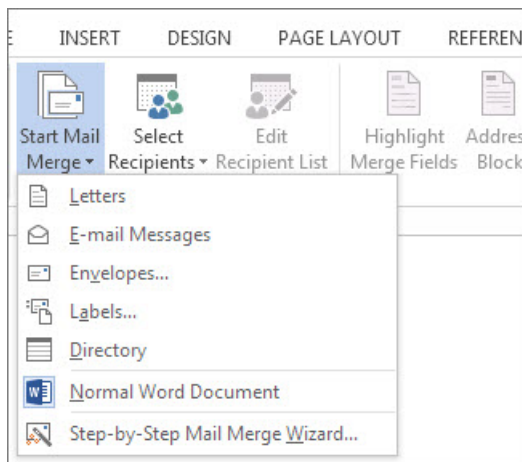 INSERT DESIGN PAGE LAYOUT
Start Mail Select Edit Highlight
Merge Recipients Recipient List Merge Fields Block
Letters
E-mail Messages
Envelopes...
Labels...
Directory
Normal Word Document
Step-by-Step Mail Merge Wizard...